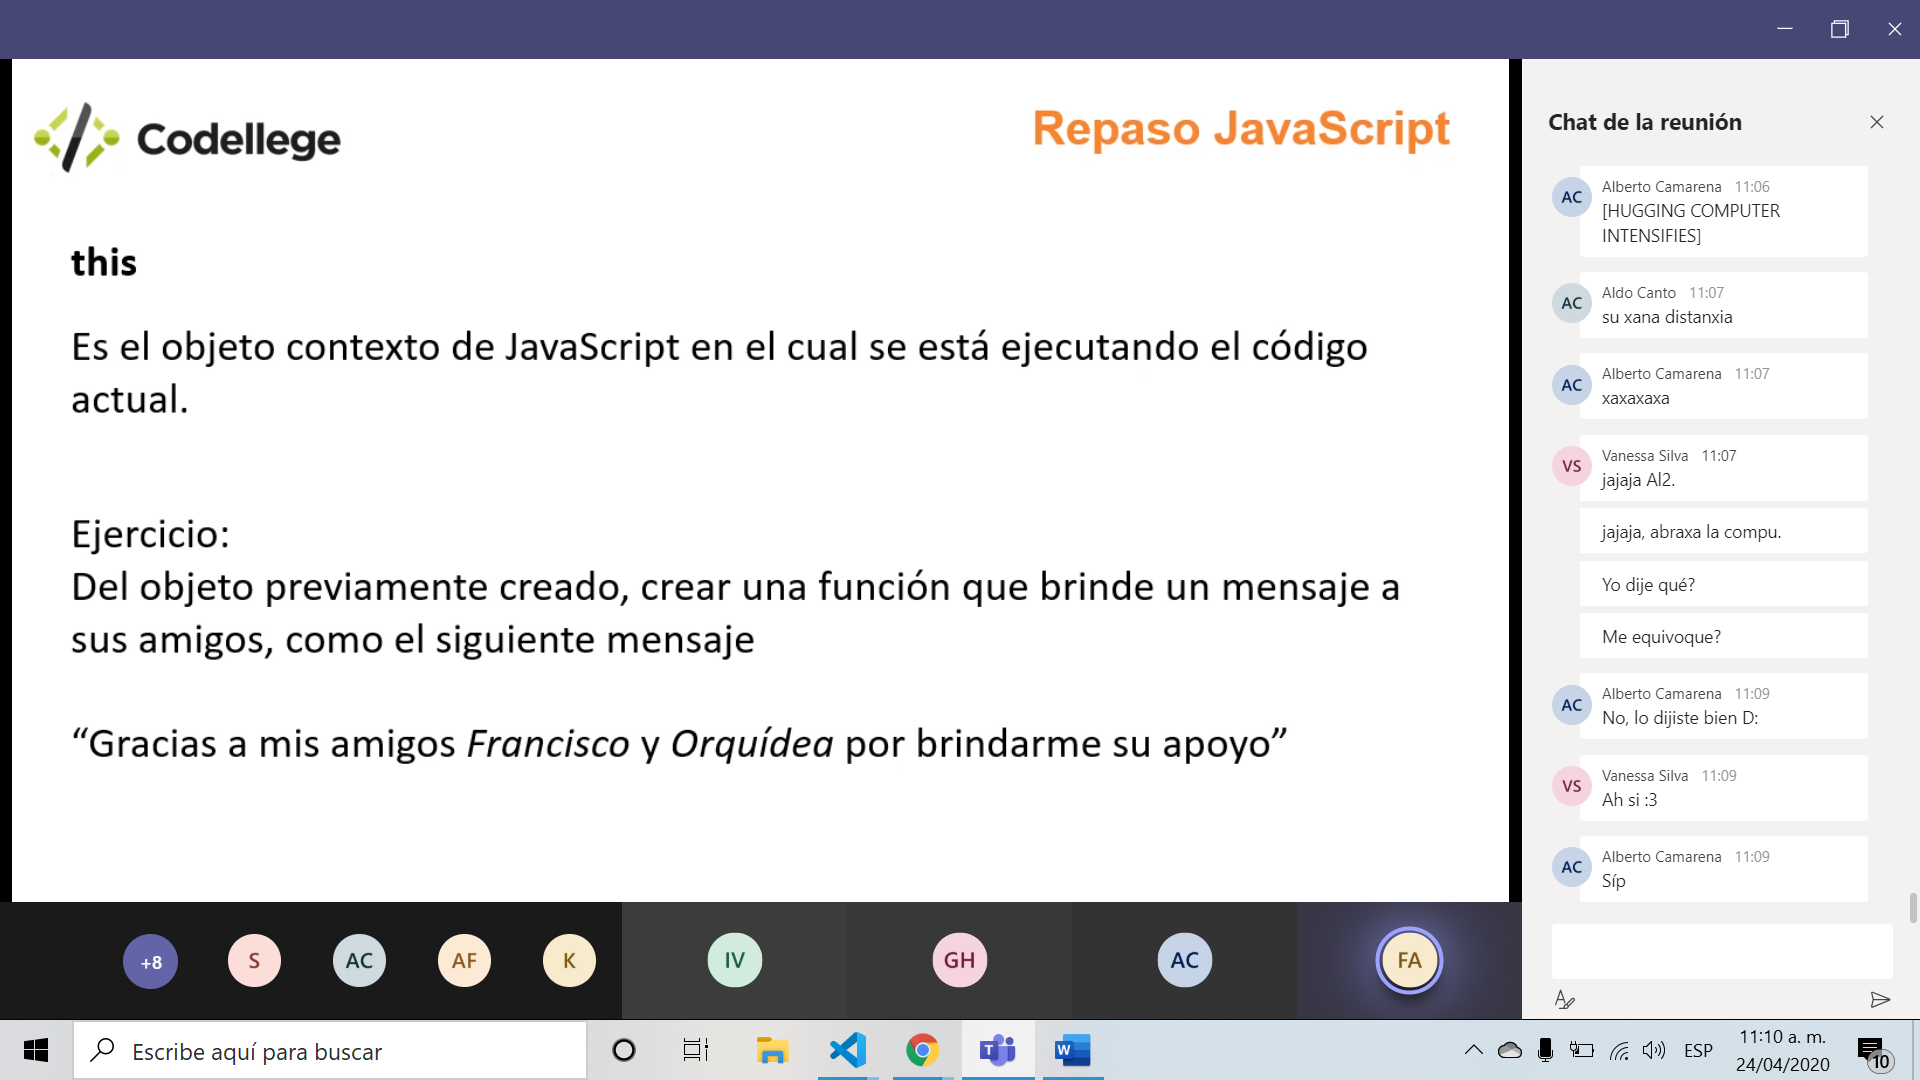 Codellege
Repaso JavaScript
this
Es el objeto contexto de JavaScript en el cual se está ejecutando el código
actual.
Ejercicio:
Del objeto previamente creado, crear una función que brinde un mensaje a
sus amigos, como el siguiente mensaje
“Gracias a mis amigos Francisco y Orquídea por brindarme su apoyo”
+8
S
AC
AF
K
IV
GH
AC
FA
Chat de la reunión
AC
Alberto Camarena 11:06
[HUGGING COMPUTER
INTENSIFIES]
AC
Aldo Canto 11:07
su xana distanxia
AC
Alberto Camarena 11:07
xaxaxaxa
VS
Vanessa Silva 11:07
jajaja Al2.
jajaja, abraxa la compu.
Yo dije qué?
Me equivoque?
AC
Alberto Camarena 11:09
No, lo dijiste bien D:
VS
Vanessa Silva 11:09
Ah si :3
AC
Alberto Camarena 11:09
Síp
Escribe aquí para buscar
ESP
11:10 a. m.
24/04/2020
10